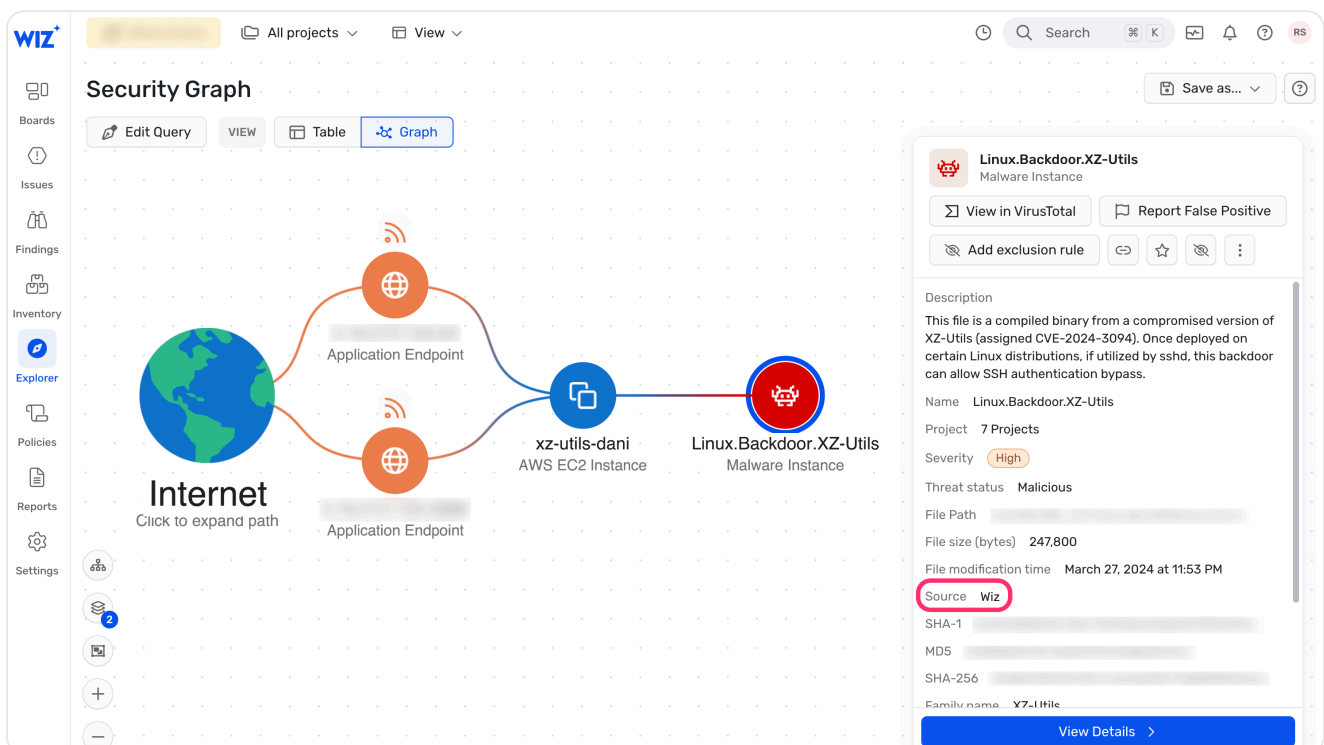 WIZ
All projects
View
Search
⌘ K
RS
Boards
Issues
Findings
Inventory
Explorer
Policies
Reports
Settings
Security Graph
Save as...
Edit Query
VIEW
Table
Graph
Application Endpoint
Application Endpoint
Internet
Click to expand path
xz-utils-dani
AWS EC2 Instance
Linux.Backdoor.XZ-Utils
Malware Instance
2
Linux.Backdoor.XZ-Utils
Malware Instance
View in VirusTotal
Report False Positive
Add exclusion rule
Description
This file is a compiled binary from a compromised version of
XZ-Utils (assigned CVE-2024-3094). Once deployed on
certain Linux distributions, if utilized by sshd, this backdoor
can allow SSH authentication bypass.
Name Linux.Backdoor.XZ-Utils
Project 7 Projects
Severity High
Threat status Malicious
File Path
File size (bytes) 247,800
File modification time March 27, 2024 at 11:53 PM
Source Wiz
SHA-1
MD5
SHA-256
Family name XZ-Utils
View Details